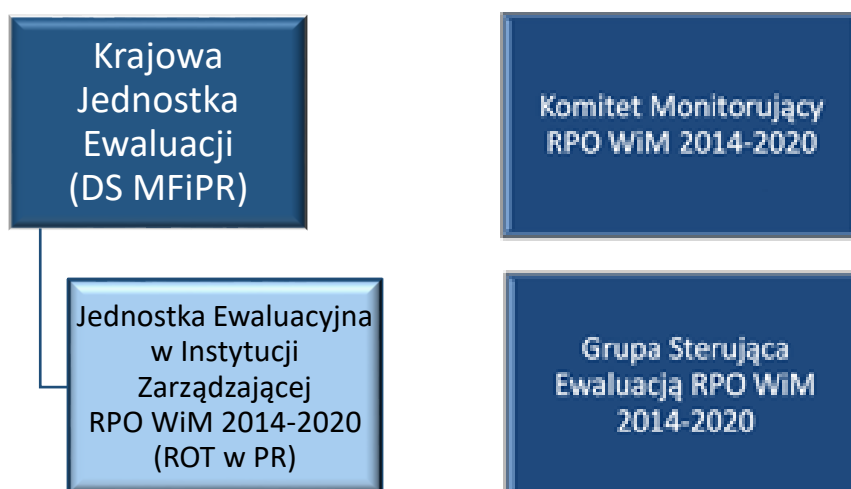 Krajowa
Jednostka
Ewaluacji
(DS MFiPR)
Jednostka Ewaluacyjna
w Instytucji
Zarządzającej
RPO WiM 2014-2020
(ROT w PR)
Komitet Monitorujący
RPO WiM 2014-2020
Grupa Sterująca
Ewaluacją RPO WiM
2014-2020